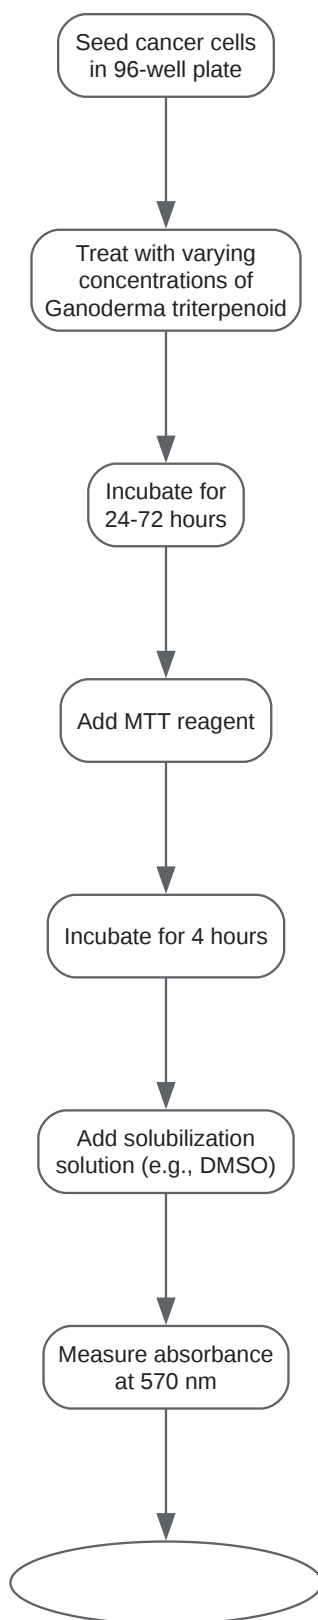 Seed cancer cells
in 96-well plate
Treat with varying
concentrations of
Ganoderma triterpenoid
Incubate for
24-72 hours
Add MTT reagent
Incubate for 4 hours
Add solubilization
solution (e.g., DMSO)
Measure absorbance
at 570 nm